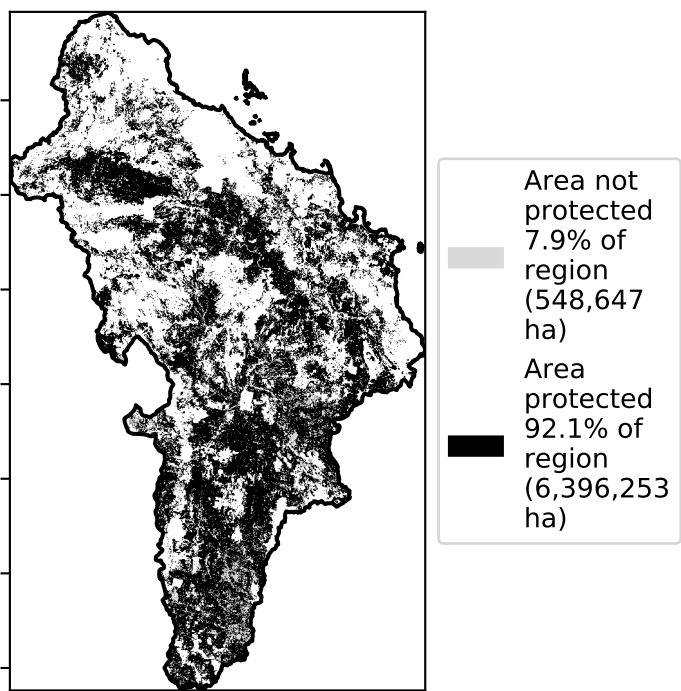 Area not
protected
7.9% of
region
(548,647
ha)
Area
protected
92.1% of
region
(6,396,253
ha)